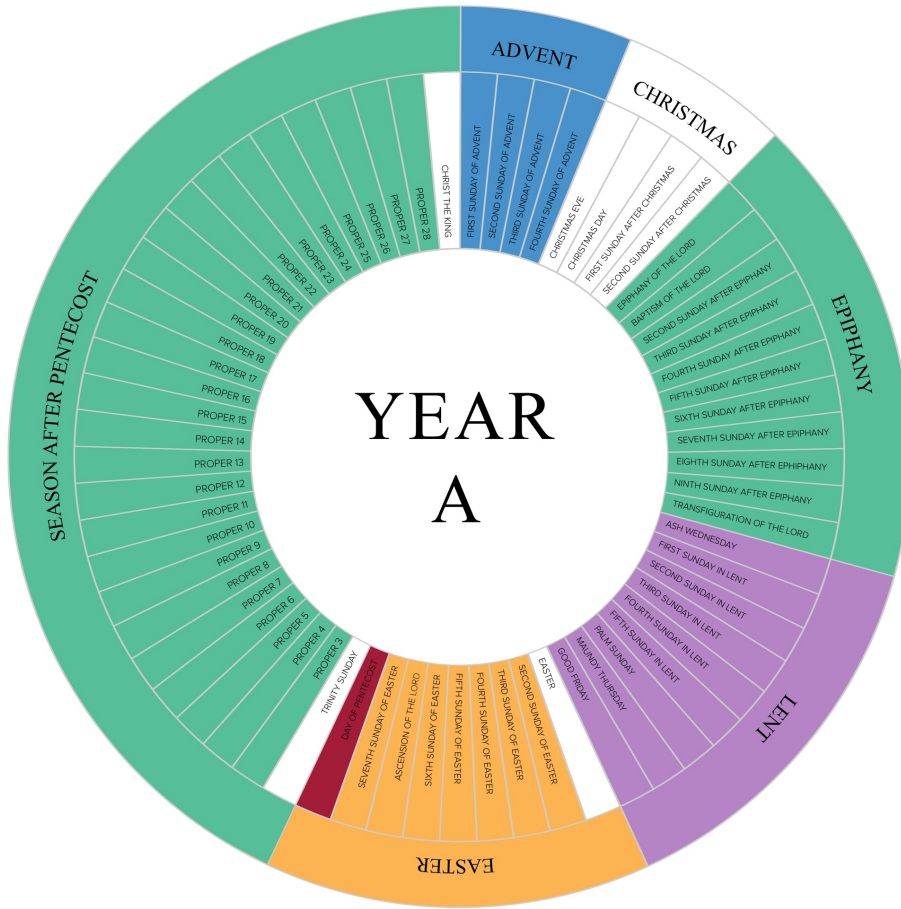 YEAR
A
ADVENT
FIRST SUNDAY OF ADVENT
SECOND SUNDAY OF ADVENT
THIRD SUNDAY OF ADVENT
FOURTH SUNDAY OF ADVENT
CHRISTMAS
CHRISTMAS EVE
CHRISTMAS DAY
FIRST SUNDAY AFTER CHRISTMAS
SECOND SUNDAY AFTER CHRISTMAS
EPIPHANY
EPIPHANY OF THE LORD
BAPTISM OF THE LORD
SECOND SUNDAY AFTER EPIPHANY
THIRD SUNDAY AFTER EPIPHANY
FOURTH SUNDAY AFTER EPIPHANY
FIFTH SUNDAY AFTER EPIPHANY
SIXTH SUNDAY AFTER EPIPHANY
SEVENTH SUNDAY AFTER EPIPHANY
EIGHTH SUNDAY AFTER EPHIPHANY
NINTH SUNDAY AFTER EPIPHANY
TRANSFIGURATION OF THE LORD
LENT
ASH WEDNESDAY
FIRST SUNDAY IN LENT
SECOND SUNDAY IN LENT
THIRD SUNDAY IN LENT
FOURTH SUNDAY IN LENT
FIFTH SUNDAY IN LENT
PALM SUNDAY
MAUNDY THURSDAY
GOOD FRIDAY
EASTER
EASTER
SECOND SUNDAY OF EASTER
THIRD SUNDAY OF EASTER
FOURTH SUNDAY OF EASTER
FIFTH SUNDAY OF EASTER
SIXTH SUNDAY OF EASTER
ASCENSION OF THE LORD
SEVENTH SUNDAY OF EASTER
DAY OF PENTECOST
SEASON AFTER PENTECOST
TRINITY SUNDAY
PROPER 3
PROPER 4
PROPER 5
PROPER 6
PROPER 7
PROPER 8
PROPER 9
PROPER 10
PROPER 11
PROPER 12
PROPER 13
PROPER 14
PROPER 15
PROPER 16
PROPER 17
PROPER 18
PROPER 19
PROPER 20
PROPER 21
PROPER 22
PROPER 23
PROPER 24
PROPER 25
PROPER 26
PROPER 27
PROPER 28
CHRIST THE KING